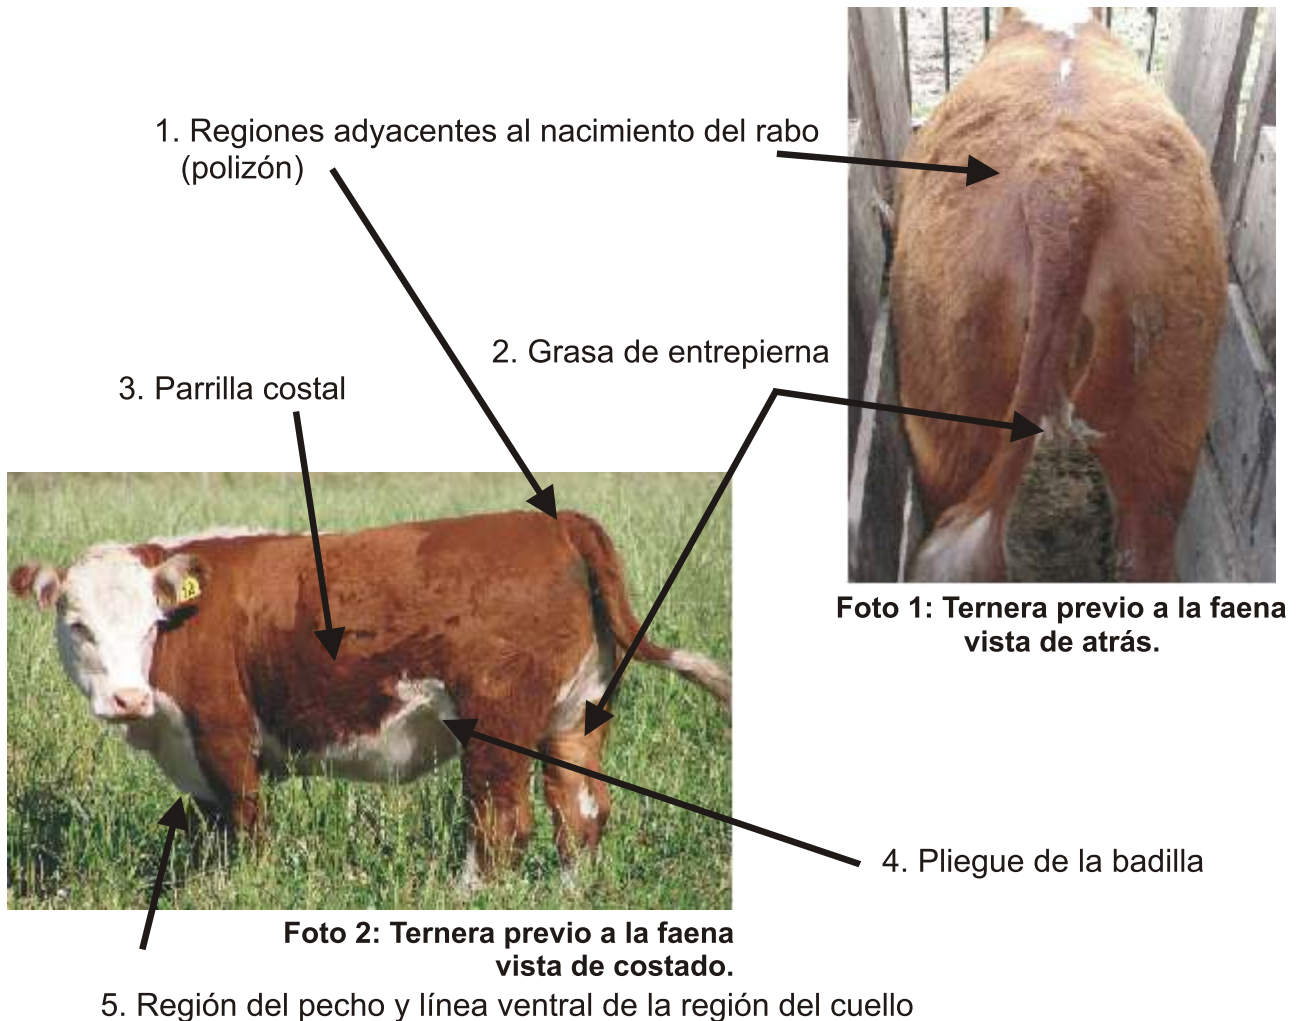 1. Regiones adyacentes al nacimiento del rabo
(polizón)
2. Grasa de entrepierna
3. Parrilla costal
Foto 1: Ternera previo a la faena
vista de atrás.
4. Pliegue de la badilla
Foto 2: Ternera previo a la faena
vista de costado.
5. Región del pecho y línea ventral de la región del cuello